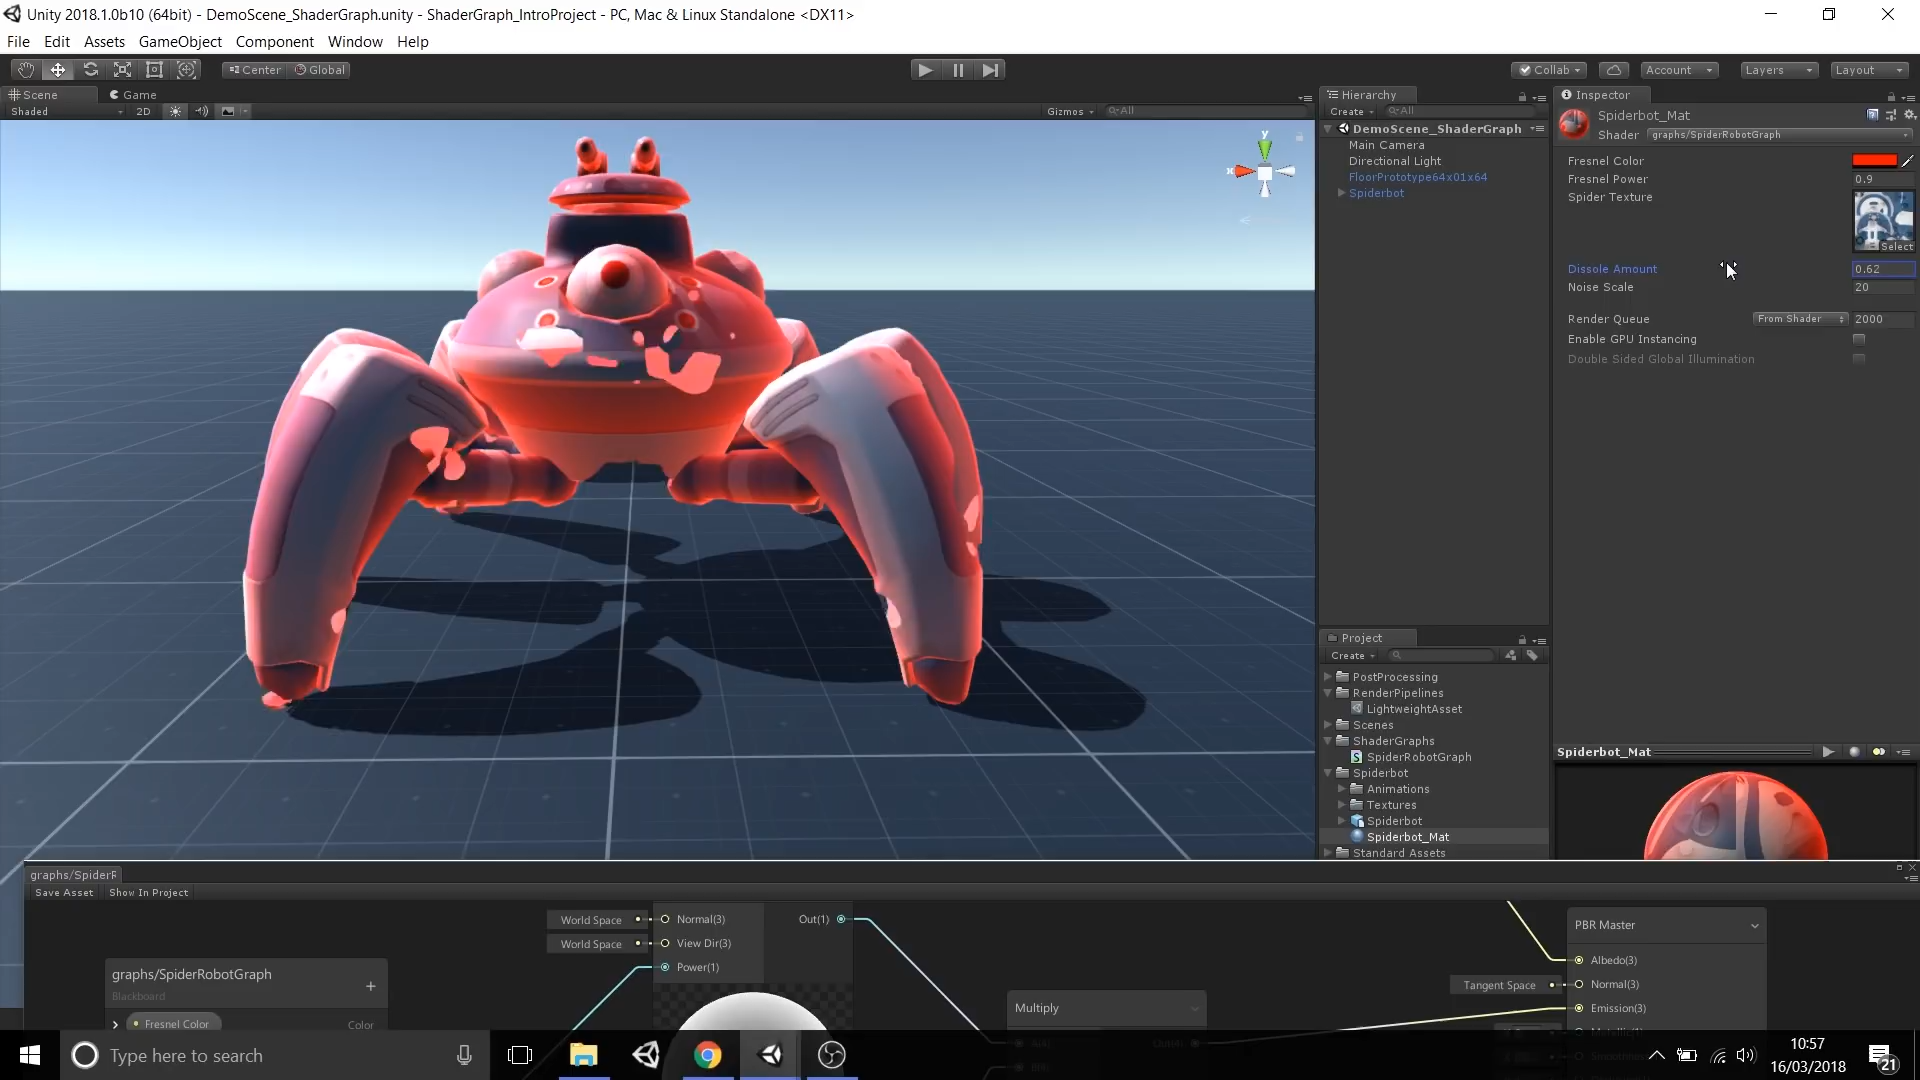 Unity 2018.1.0b10 (64bit) - DemoScene_ShaderGraph.unity - ShaderGraph_IntroProject - PC, Mac & Linux Standalone <DX11>
File Edit Assets GameObject Component Window Help
Center Global Collab Account Layers Layout
Scene Game
Shaded 2D Gizmos All
y
x
Hierarchy
Create All
DemoScene_ShaderGraph
Main Camera
Directional Light
FloorPrototype64x01x64
Spiderbot
Project
Create
PostProcessing
RenderPipelines
LightweightAsset
Scenes
ShaderGraphs
SpiderRobotGraph
Spiderbot
Animations
Textures
Spiderbot
Spiderbot_Mat
Standard Assets
Inspector
Spiderbot_Mat
Shader graphs/SpiderRobotGraph
Fresnel Color
Fresnel Power 0.9
Spider Texture
Select
Dissole Amount 0.62
Noise Scale 20
Render Queue From Shader 2000
Enable GPU Instancing
Double Sided Global Illumination
Spiderbot_Mat
graphs/SpiderR
Save Asset Show In Project
graphs/SpiderRobotGraph
Blackboard
Fresnel Color Color
World Space Normal(3) Out(1)
World Space View Dir(3)
Power(1)
Multiply
PBR Master
Albedo(3)
Tangent Space Normal(3)
Emission(3)
Type here to search
10:57
16/03/2018
21